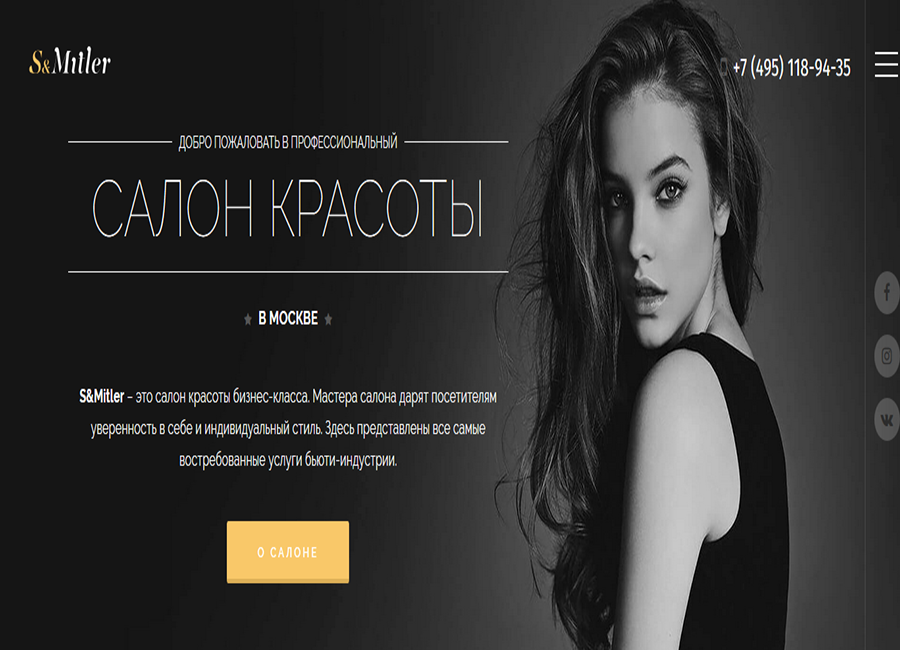 S&Mitler
+7 (495) 118-94-35
ДОБРО ПОЖАЛОВАТЬ В ПРОФЕССИОНАЛЬНЫЙ
САЛОН КРАСОТЫ
В МОСКВЕ
S&Mitler – это салон красоты бизнес-класса. Мастера салона дарят посетителям
уверенность в себе и индивидуальный стиль. Здесь представлены все самые
востребованные услуги бьюти-индустрии.
О САЛОНЕ